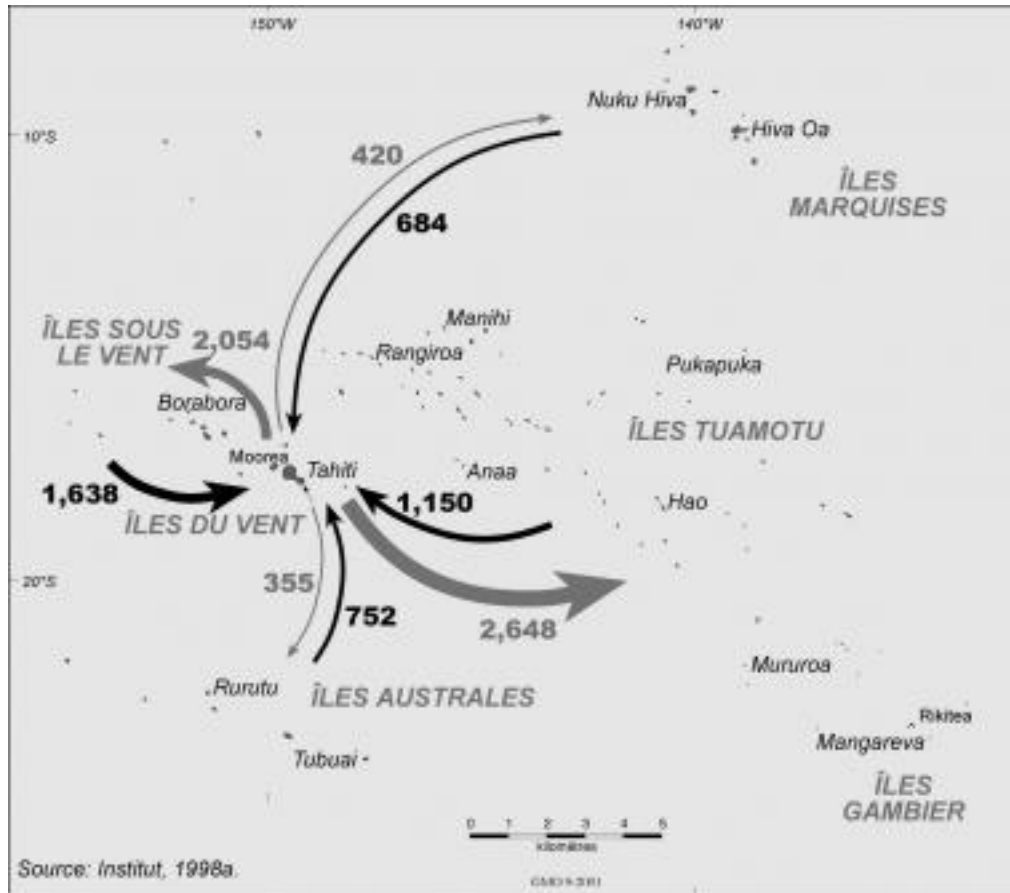 150°W
140°W
10°S
Nuku Hiva
Hiva Oa
ÎLES
MARQUISES
420
684
ÎLES SOUS
LE VENT
2,054
Manihi
Rangiroa
Pukapuka
Borabora
ÎLES TUAMOTU
Moorea
Tahiti
Anaa
1,638
ÎLES DU VENT
1,150
Hao
20°S
355
752
2,648
Mururoa
Rurutu
ÎLES AUSTRALES
Rikitea
Mangareva
Tubuai
ÎLES
GAMBIER
0 1 2 3 4 5
kilomètres
Source: Institut, 1998a.